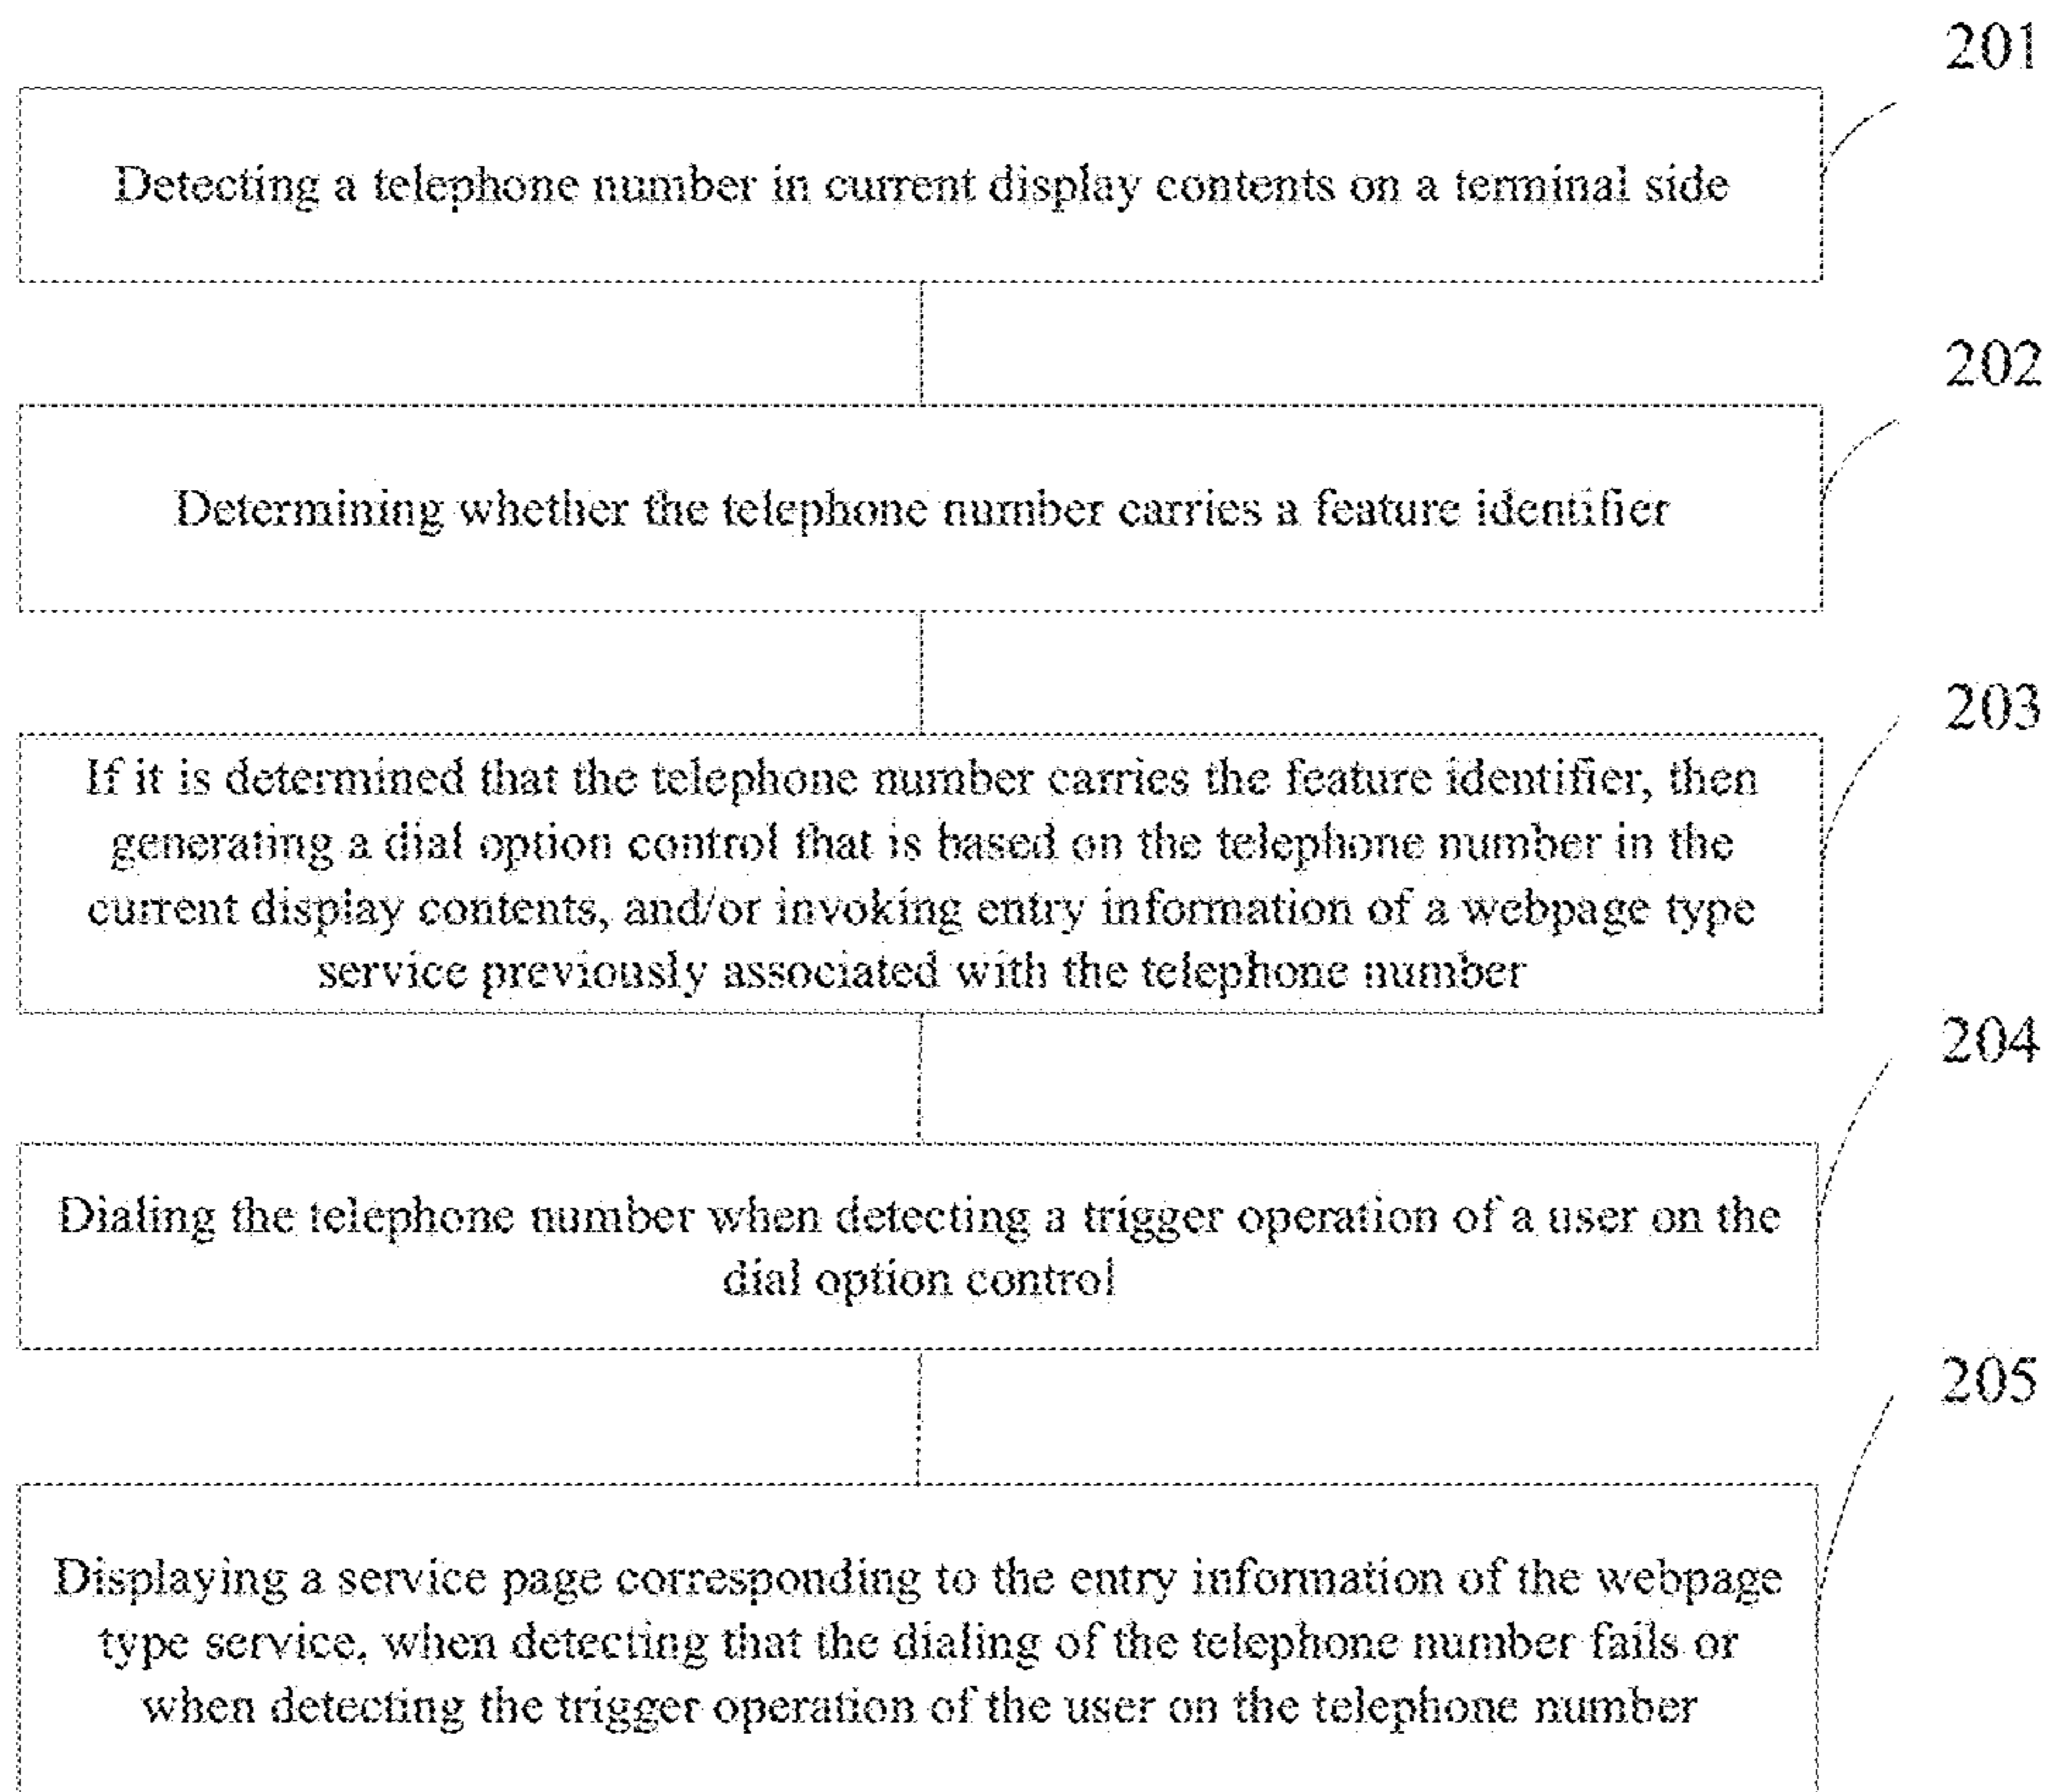 201
Detecting a telephone number in current display contents on a terminal side
202
Determining whether the telephone number carries a feature identifier
203
If it is determined that the telephone number carries the feature identifier, then
generating a dial option control that is based on the telephone number in the
current display contents, and/or invoking entry information of a webpage type
service previously associated with the telephone number
204
Dialing the telephone number when detecting a trigger operation of a user on the
dial option control
205
Displaying a service page corresponding to the entry information of the webpage
type service, when detecting that the dialing of the telephone number fails or
when detecting the trigger operation of the user on the telephone number